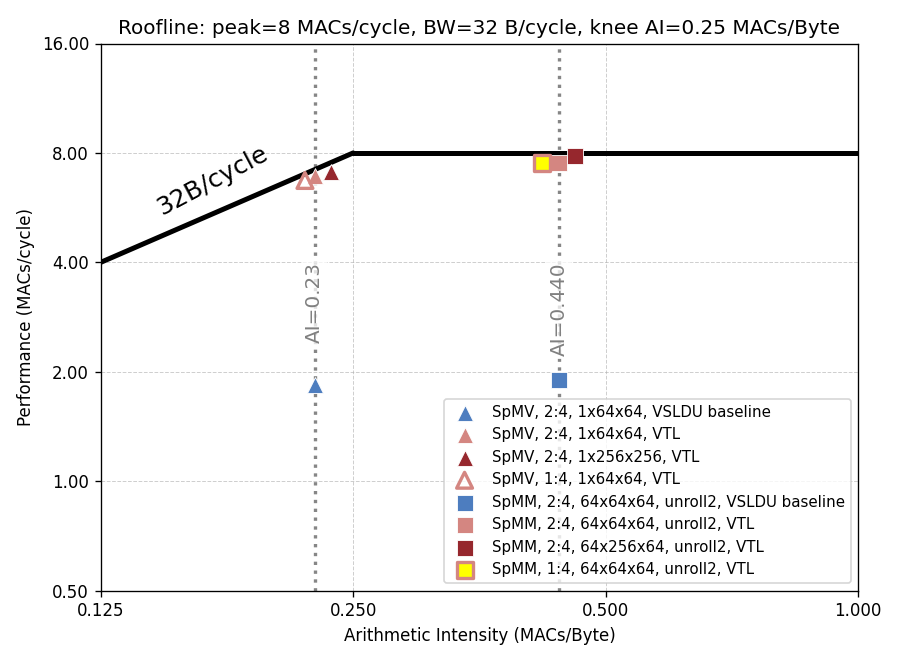 Roofline: peak=8 MACs/cycle, BW=32 B/cycle, knee AI=0.25 MACs/Byte
16.00
8.00
4.00
2.00
1.00
0.50
Performance (MACs/cycle)
32B/cycle
AI=0.23
AI=0.440
SpMV, 2:4, 1x64x64, VSLDU baseline
SpMV, 2:4, 1x64x64, VTL
SpMV, 2:4, 1x256x256, VTL
SpMV, 1:4, 1x64x64, VTL
SpMM, 2:4, 64x64x64, unroll2, VSLDU baseline
SpMM, 2:4, 64x64x64, unroll2, VTL
SpMM, 2:4, 64x256x64, unroll2, VTL
SpMM, 1:4, 64x64x64, unroll2, VTL
0.125 0.250 0.500 1.000
Arithmetic Intensity (MACs/Byte)